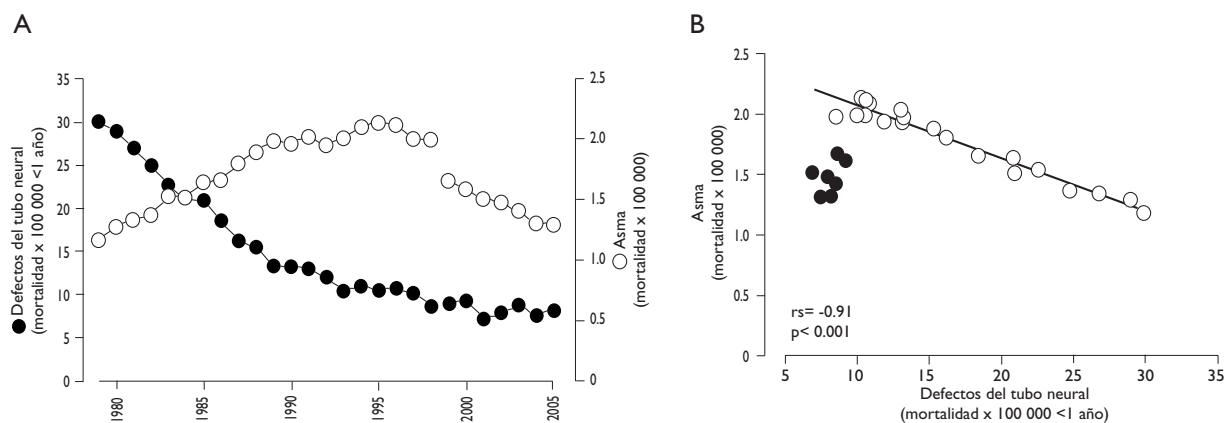 A
Defectos del tubo neural
(mortalidad x 100 000 <1 año)
35
30
25
20
15
10
5
0
1980
1985
1990
1995
2000
2005
2.5
2.0
1.5
1.0
0.5
0
Asma
(mortalidad x 100 000)
B
Asma
(mortalidad x 100 000)
2.5
2.0
1.5
1.0
0.5
0
rs= -0.91
p< 0.001
5
10
15
20
25
30
35
Defectos del tubo neural
(mortalidad x 100 000 <1 año)